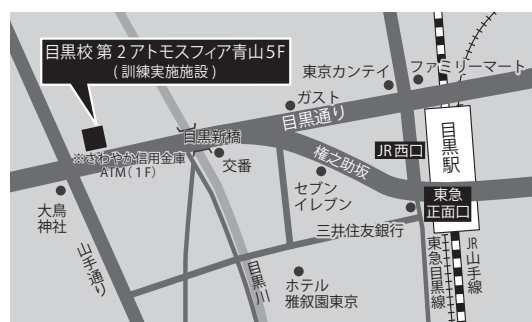 目黒校 第2アトモスフィア青山5F
(訓練実施施設)
東京カンテイ
ファミリーマート
ガスト
目黒通り
目黒新橋
※さわやか信用金庫
ATM(1F)
交番
権之助坂
JR西口
目黒駅
セブン
イレブン
東急
正面口
大鳥
神社
三井住友銀行
山手通り
目黒川
ホテル
雅叙園東京
東急目黒線
JR山手線